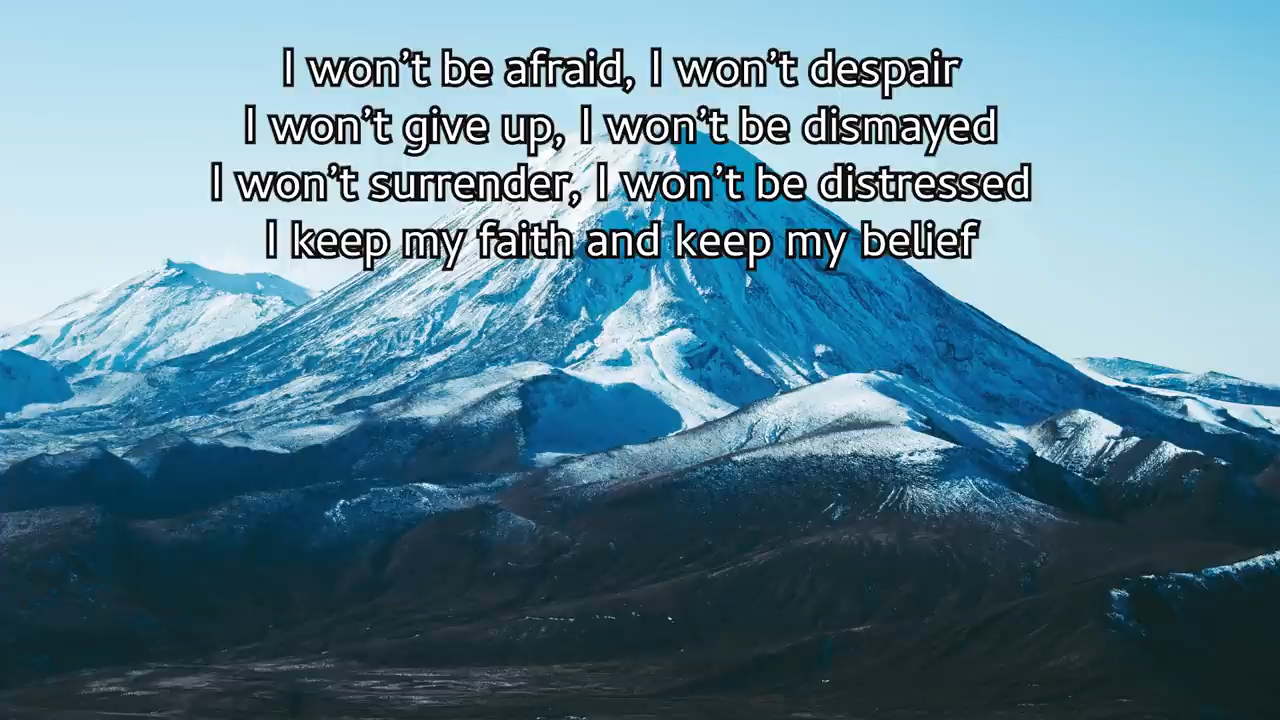 I won’t be afraid, I won’t despair
I won’t give up, I won’t be dismayed
I won’t surrender, I won’t be distressed
I keep my faith and keep my belief